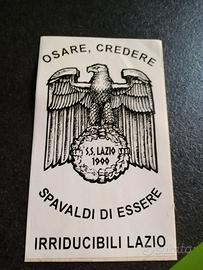 OSARE, CREDERE
S.S. LAZIO
1900
SPAVALDI DI ESSERE
IRRIDUCIBILI LAZIO